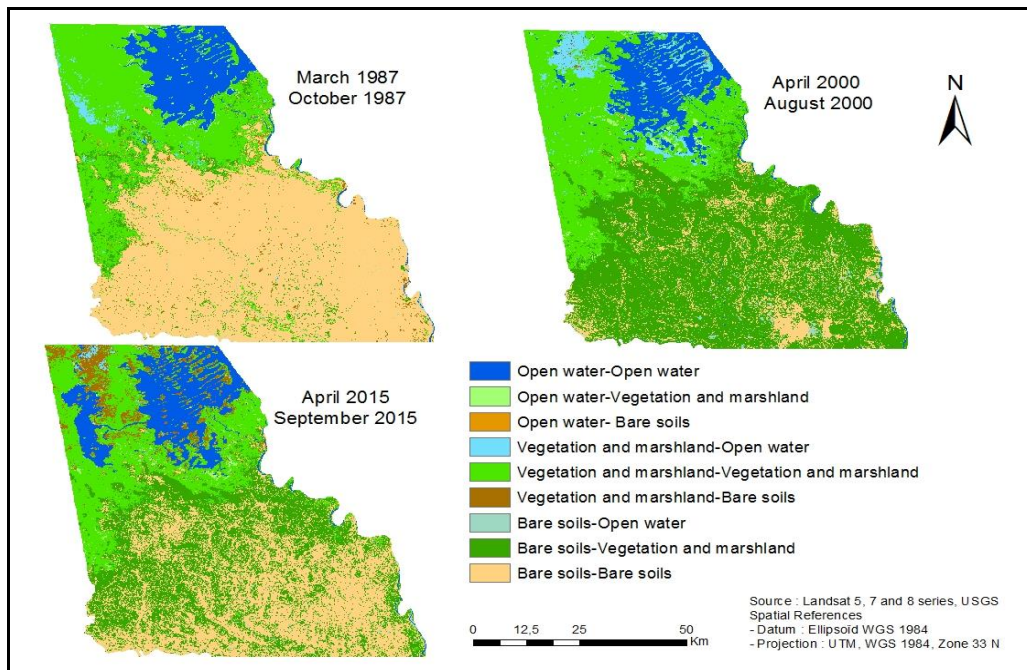 March 1987
October 1987
April 2000
August 2000
N
April 2015
September 2015
Open water-Open water
Open water-Vegetation and marshland
Open water- Bare soils
Vegetation and marshland-Open water
Vegetation and marshland-Vegetation and marshland
Vegetation and marshland-Bare soils
Bare soils-Open water
Bare soils-Vegetation and marshland
Bare soils-Bare soils
0 12,5 25 50
Km
Source : Landsat 5, 7 and 8 series, USGS
Spatial References
- Datum : Ellipsoïd WGS 1984
- Projection : UTM, WGS 1984, Zone 33 N